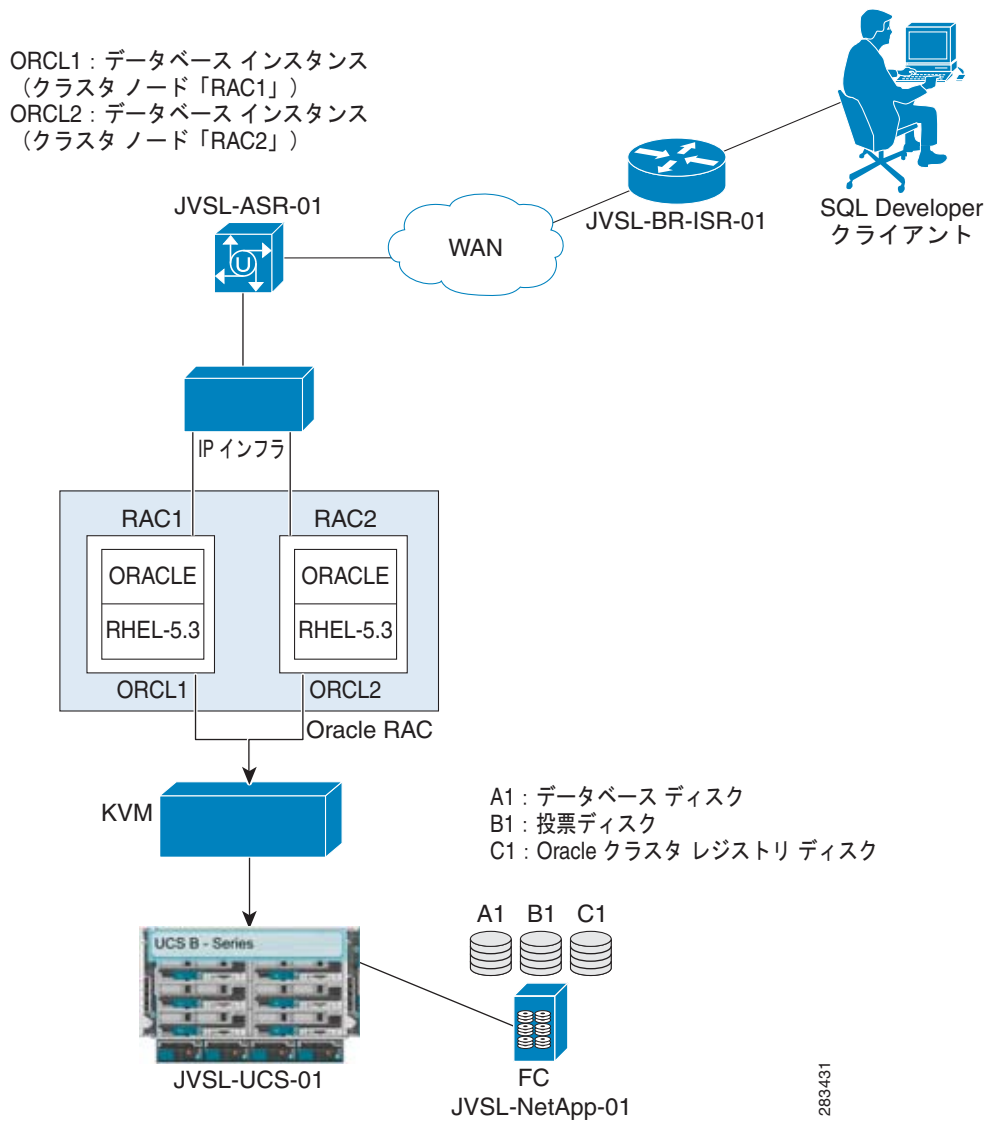 ORCL1：データベース インスタンス
（クラスタ ノード「RAC1」）
ORCL2：データベース インスタンス
（クラスタ ノード「RAC2」）
JVSL-ASR-01
WAN
JVSL-BR-ISR-01
SQL Developer
クライアント
U
IP インフラ
RAC1
RAC2
ORACLE
ORACLE
RHEL-5.3
RHEL-5.3
ORCL1
ORCL2
Oracle RAC
KVM
A1：データベース ディスク
B1：投票ディスク
C1：Oracle クラスタ レジストリ ディスク
A1
B1
C1
UCS B - Series
JVSL-UCS-01
FC
JVSL-NetApp-01
283431